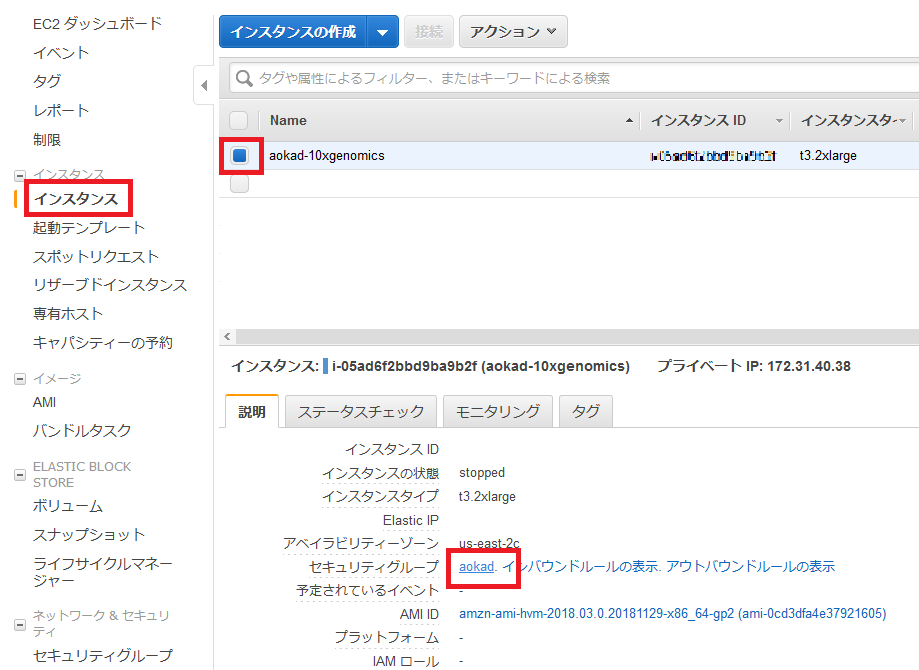 EC2 ダッシュボード
イベント
タグ
レポート
制限
インスタンス
インスタンス
起動テンプレート
スポットリクエスト
リザーブドインスタンス
専有ホスト
キャパシティーの予約
イメージ
AMI
バンドルタスク
ELASTIC BLOCK
STORE
ボリューム
スナップショット
ライフサイクルマネー
ジャー
ネットワーク & セキュリ
ティ
セキュリティグループ
インスタンスの作成 接続 アクション
タグや属性によるフィルター、またはキーワードによる検索
Name インスタンス ID インスタンスタ
aokad-10xgenomics t3.2xlarge
インスタンス: i-05ad6f2bbd9ba9b2f (aokad-10xgenomics) プライベート IP: 172.31.40.38
説明 ステータスチェック モニタリング タグ
インスタンス ID
インスタンスの状態 stopped
インスタンスタイプ t3.2xlarge
Elastic IP
アベイラビリティーゾーン us-east-2c
セキュリティグループ aokad. インバウンドルールの表示. アウトバウンドルールの表示
予定されているイベント -
AMI ID amzn-ami-hvm-2018.03.0.20181129-x86_64-gp2 (ami-0cd3dfa4e37921605)
プラットフォーム -
IAM ロール -